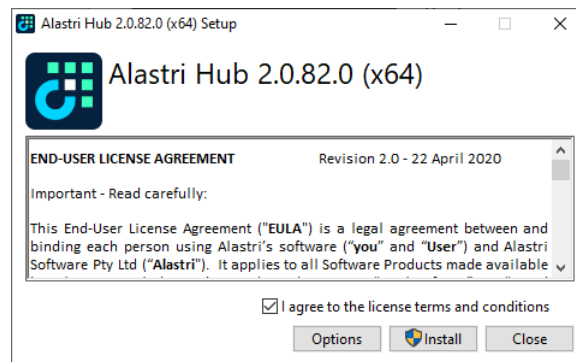 Alastri Hub 2.0.82.0 (x64) Setup
Alastri Hub 2.0.82.0 (x64)
END-USER LICENSE AGREEMENT Revision 2.0 - 22 April 2020
Important - Read carefully:
This End-User License Agreement ("EULA") is a legal agreement between and
binding each person using Alastri's software (“you” and “User”) and Alastri
Software Pty Ltd (“Alastri”). It applies to all Software Products made available
I agree to the license terms and conditions
Options Install Close